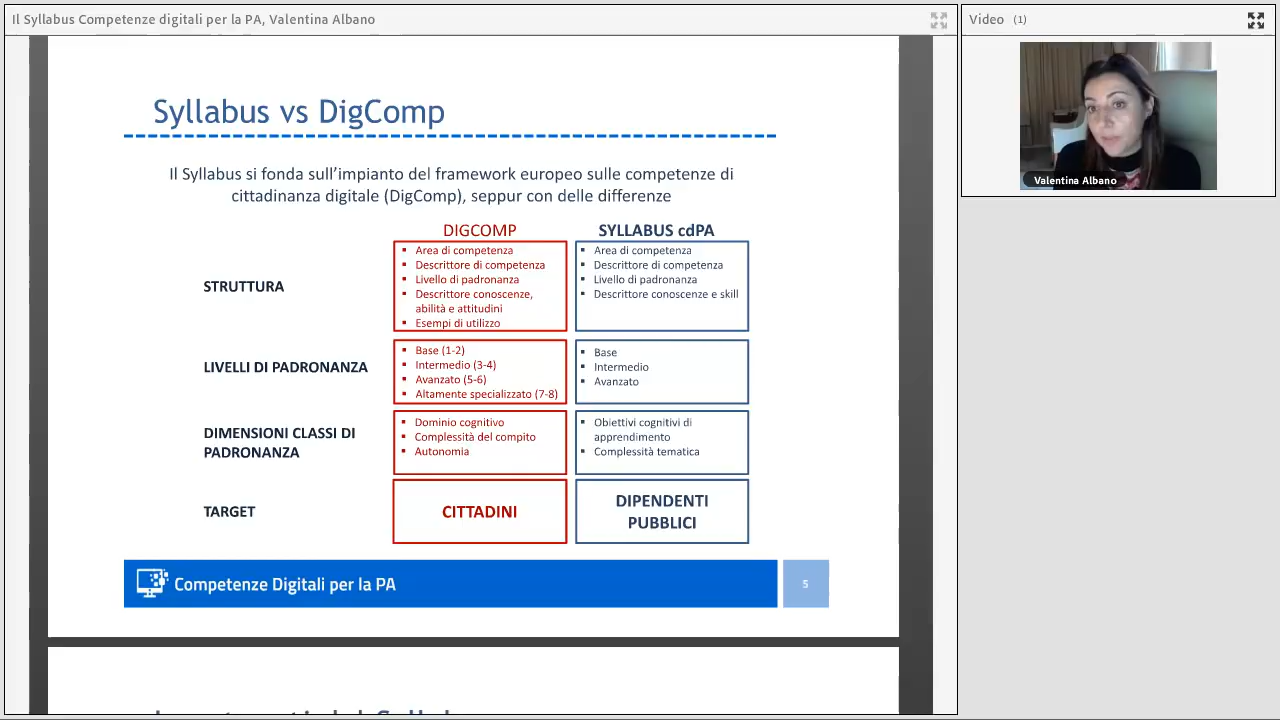 Il Syllabus Competenze digitali per la PA, Valentina Albano
Video (1)
Valentina Albano
Syllabus vs DigComp
Il Syllabus si fonda sull'impianto del framework europeo sulle competenze di
cittadinanza digitale (DigComp), seppur con delle differenze
DIGCOMP
SYLLABUS cdPA
STRUTTURA
▪ Area di competenza
▪ Descrittore di competenza
▪ Livello di padronanza
▪ Descrittore conoscenze,
abilità e attitudini
▪ Esempi di utilizzo
▪ Area di competenza
▪ Descrittore di competenza
▪ Livello di padronanza
▪ Descrittore conoscenze e skill
LIVELLI DI PADRONANZA
▪ Base (1-2)
▪ Intermedio (3-4)
▪ Avanzato (5-6)
▪ Altamente specializzato (7-8)
▪ Base
▪ Intermedio
▪ Avanzato
DIMENSIONI CLASSI DI
PADRONANZA
▪ Dominio cognitivo
▪ Complessità del compito
▪ Autonomia
▪ Obiettivi cognitivi di
apprendimento
▪ Complessità tematica
TARGET
CITTADINI
DIPENDENTI
PUBBLICI
Competenze Digitali per la PA
5